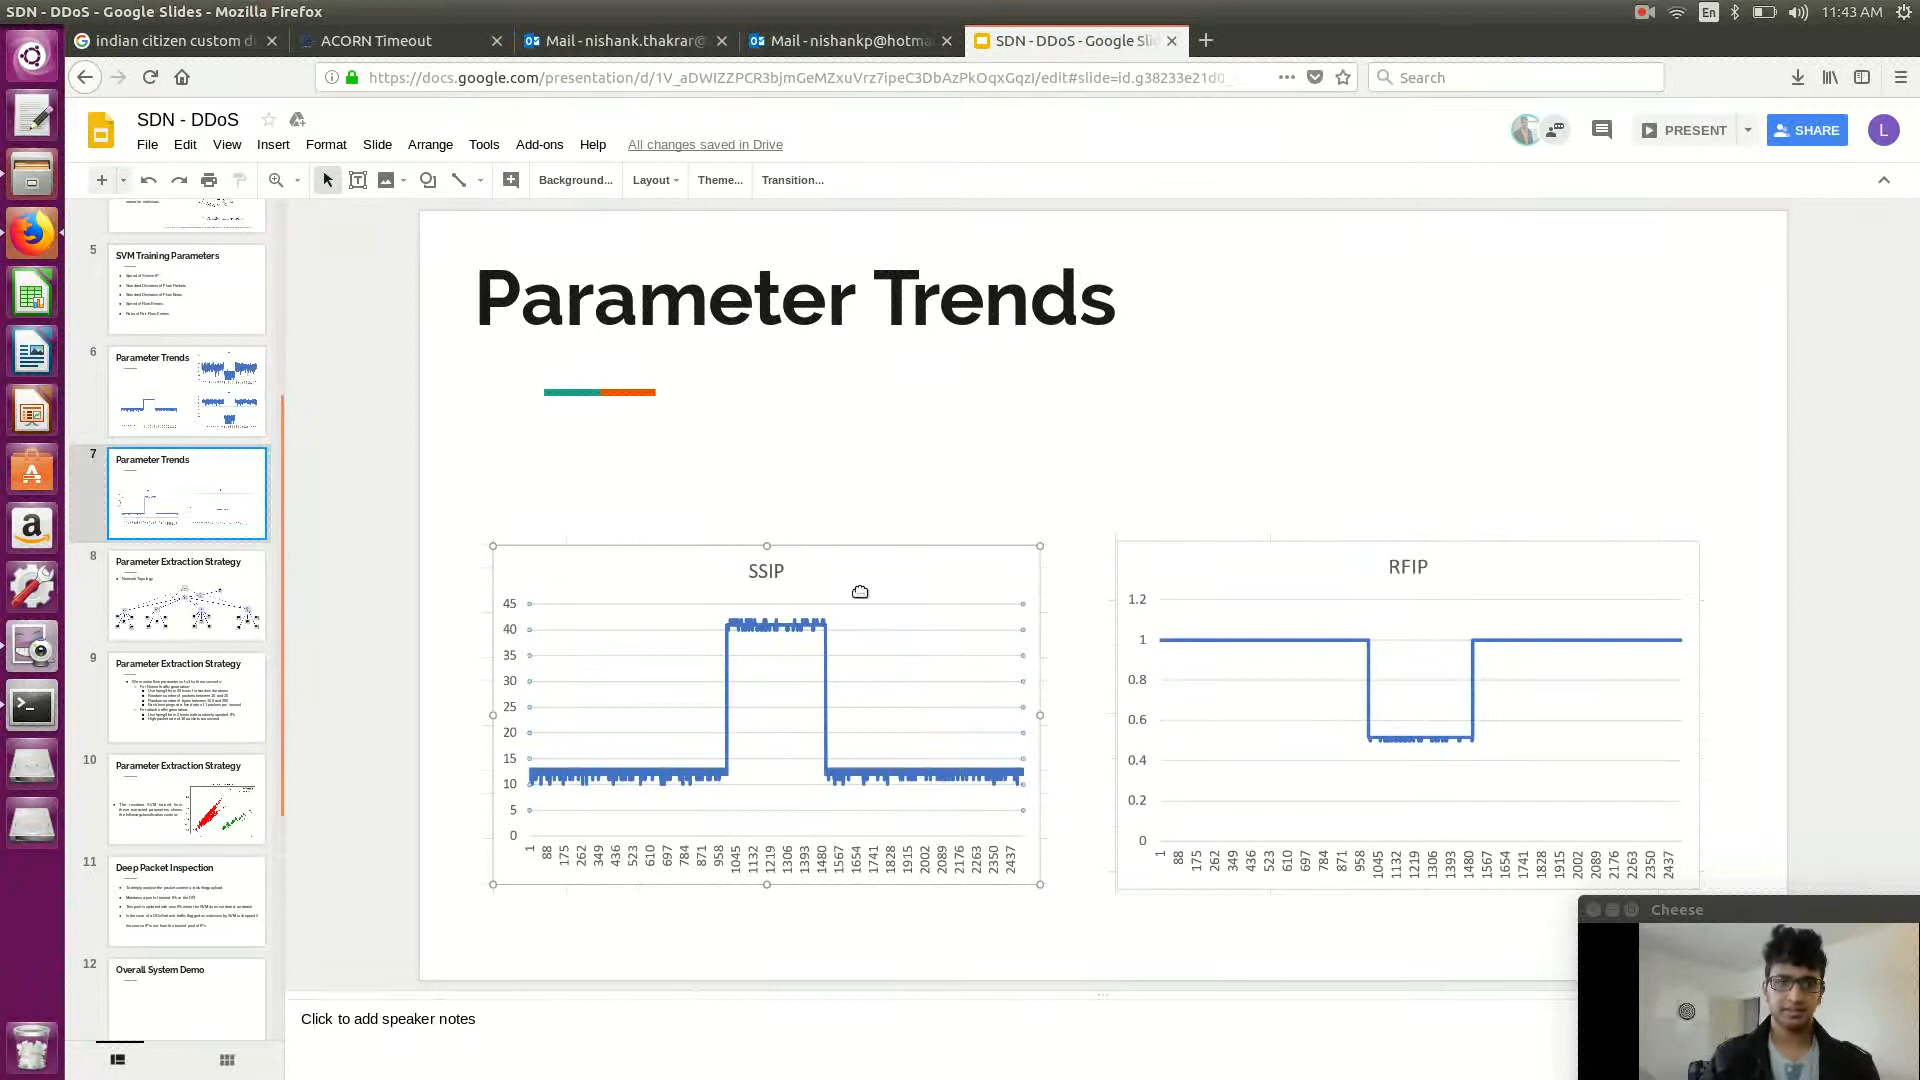 SDN - DDoS - Google Slides - Mozilla Firefox
En
11:43 AM
indian citizen custom d
ACORN Timeout
Mail - nishank.thakrar@
Mail - nishankp@hotma
SDN - DDoS - Google Sli
https://docs.google.com/presentation/d/1V_aDWIZZPCR3bjmGeMZxuVrz7ipeC3DbAzPkOqxGqzI/edit#slide=id.g38233e21d0
Search
SDN - DDoS
File Edit View Insert Format Slide Arrange Tools Add-ons Help All changes saved in Drive
PRESENT
SHARE
L
Background... Layout Theme... Transition...
5
SVM Training Parameters
6
Parameter Trends
7
Parameter Trends
8
Parameter Extraction Strategy
Network Topology
9
Parameter Extraction Strategy
10
Parameter Extraction Strategy
11
Deep Packet Inspection
12
Overall System Demo
Parameter Trends
SSIP
45
40
35
30
25
20
15
10
5
0
1 88 175 262 349 436 523 610 697 784 871 958 1045 1132 1219 1306 1393 1480 1567 1654 1741 1828 1915 2002 2089 2176 2263 2350 2437
RFIP
1.2
1
0.8
0.6
0.4
0.2
0
1 88 175 262 349 436 523 610 697 784 871 958 1045 1132 1219 1306 1393 1480 1567 1654 1741 1828 1915 2002 2089 2176 2263 2350 2437
Click to add speaker notes
Cheese